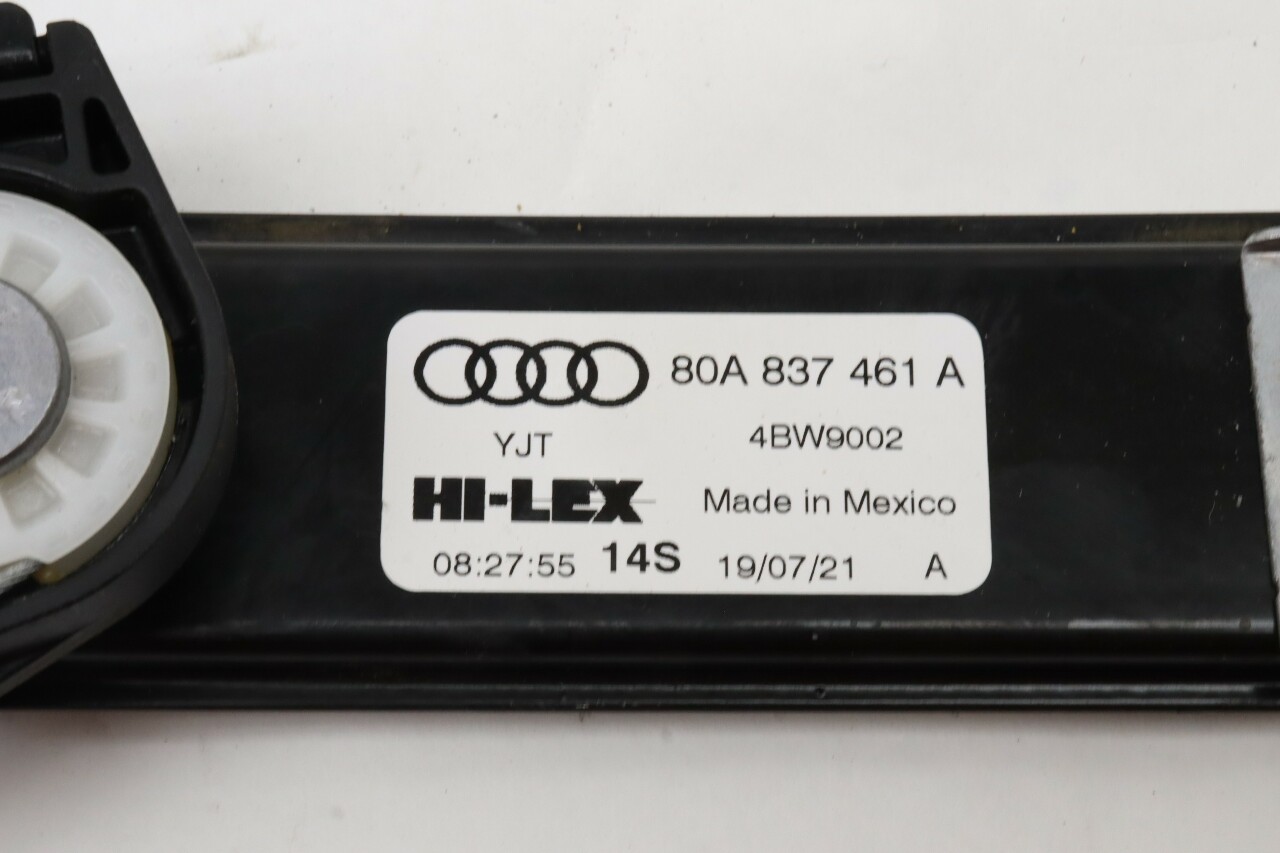 80A 837 461 A
YJT 4BW9002
HI-LEX Made in Mexico
08:27:55 14S 19/07/21 A